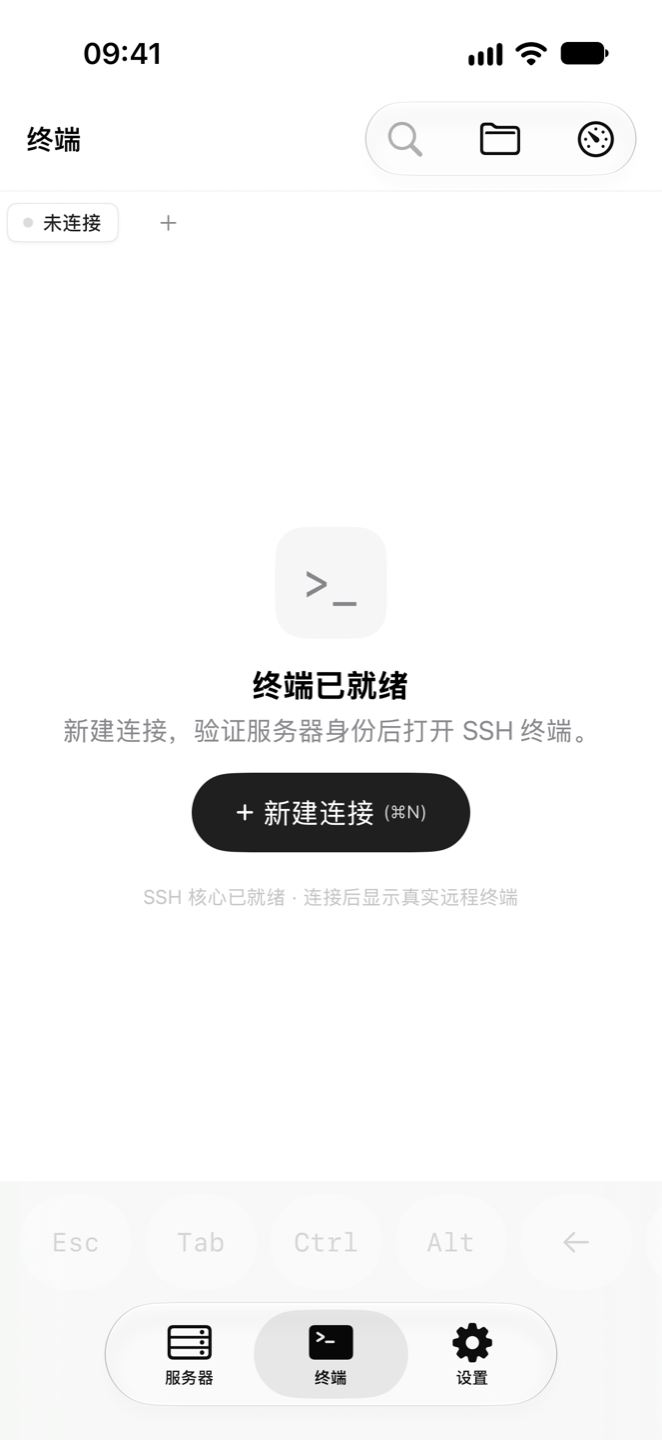 09:41
终端
未连接 +
>_
终端已就绪
新建连接，验证服务器身份后打开 SSH 终端。
+ 新建连接 (⌘N)
SSH 核心已就绪 · 连接后显示真实远程终端
Esc Tab Ctrl Alt ←
服务器 终端 设置